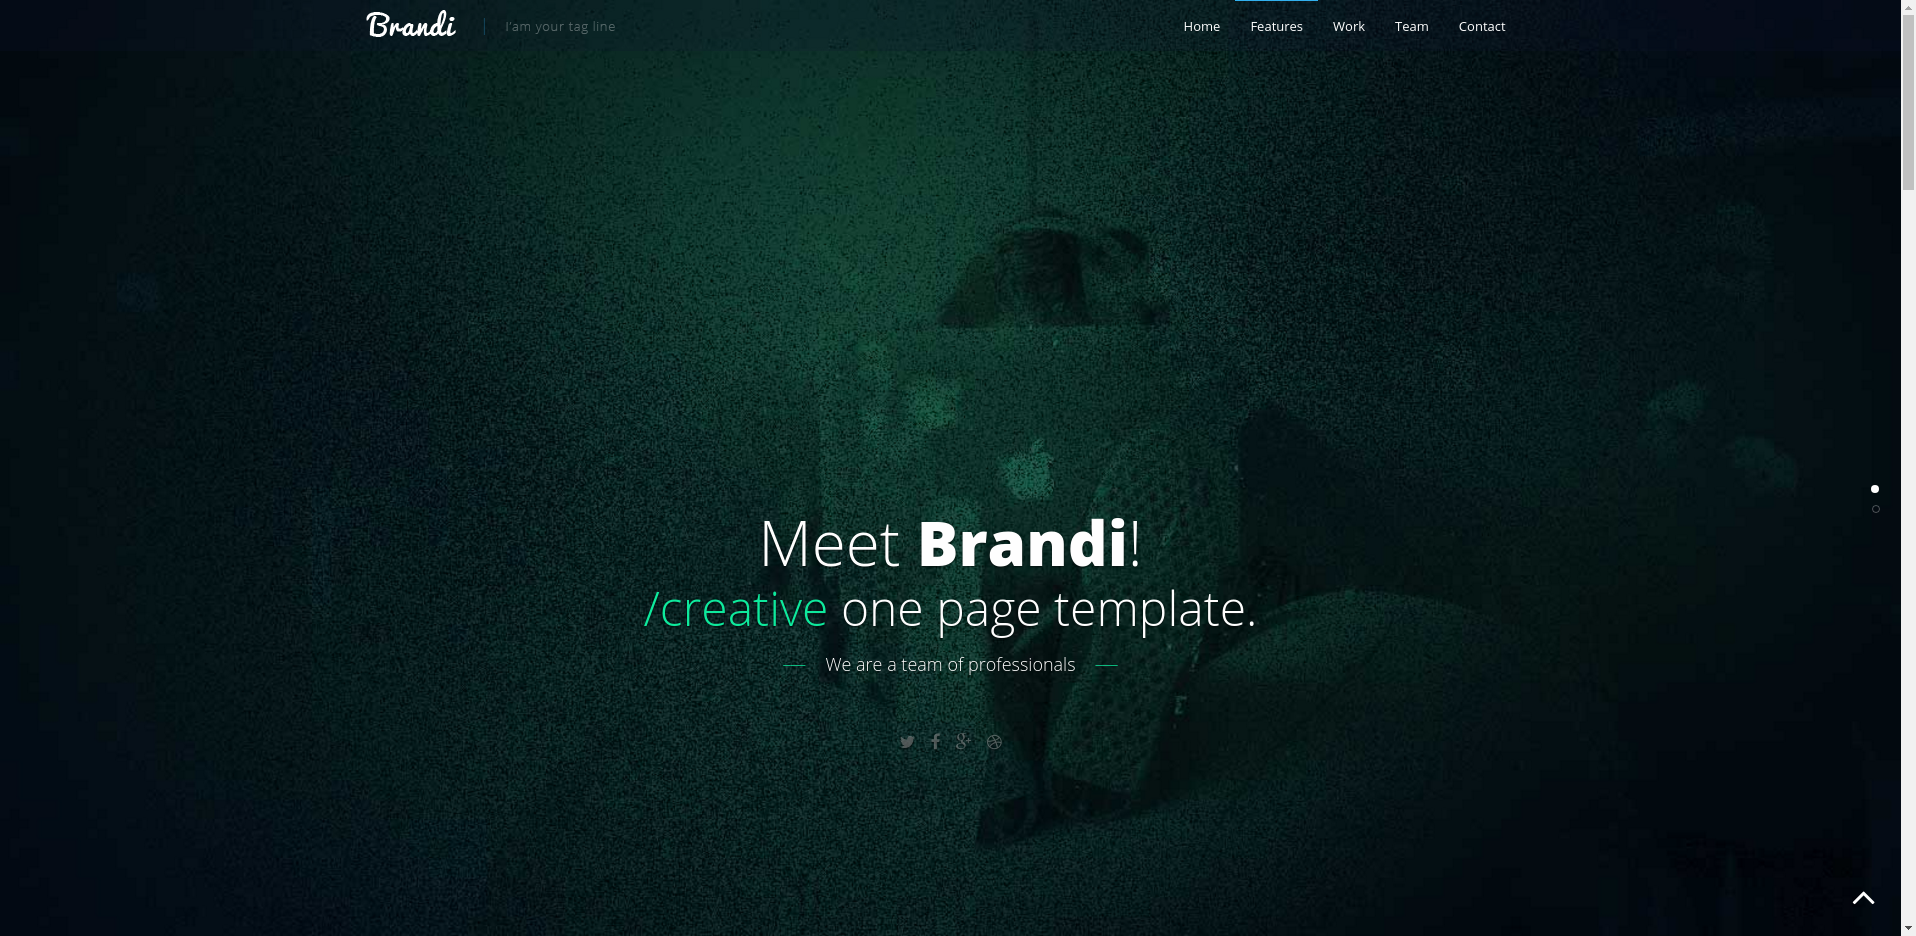 Brandi
I'am your tag line
Home Features Work Team Contact
Meet Brandi!
/creative one page template.
We are a team of professionals